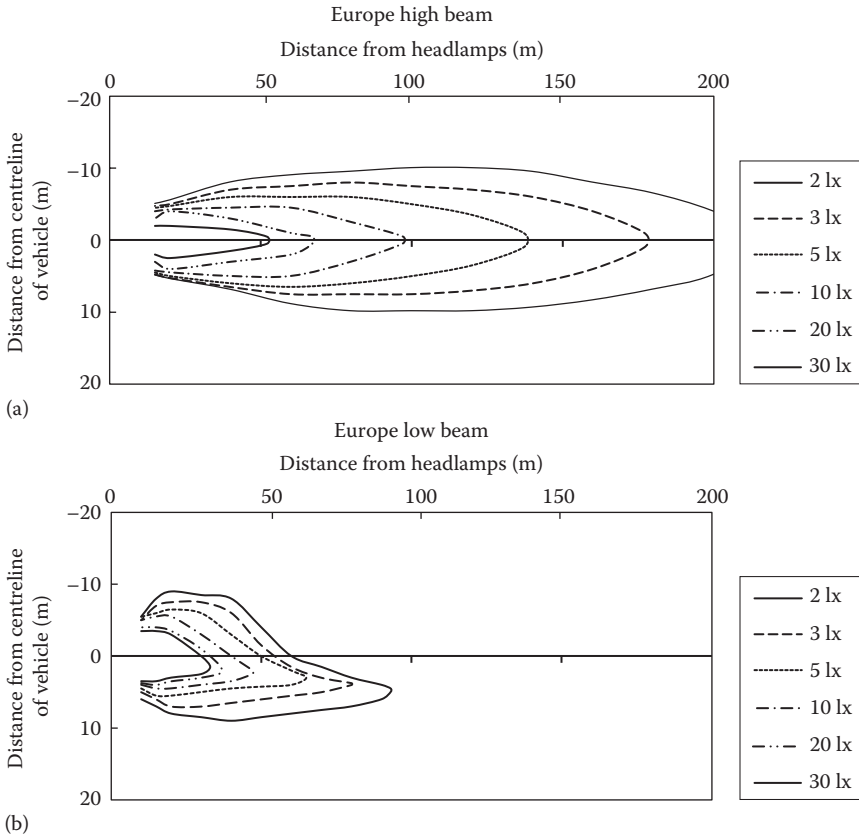 Europe high beam
Distance from headlamps (m)
0 50 100 150 200
–20
–10
0
10
20
Distance from centreline
of vehicle (m)
2 lx
3 lx
5 lx
10 lx
20 lx
30 lx
(a)
Europe low beam
Distance from headlamps (m)
0 50 100 150 200
–20
–10
0
10
20
Distance from centreline
of vehicle (m)
2 lx
3 lx
5 lx
10 lx
20 lx
30 lx
(b)